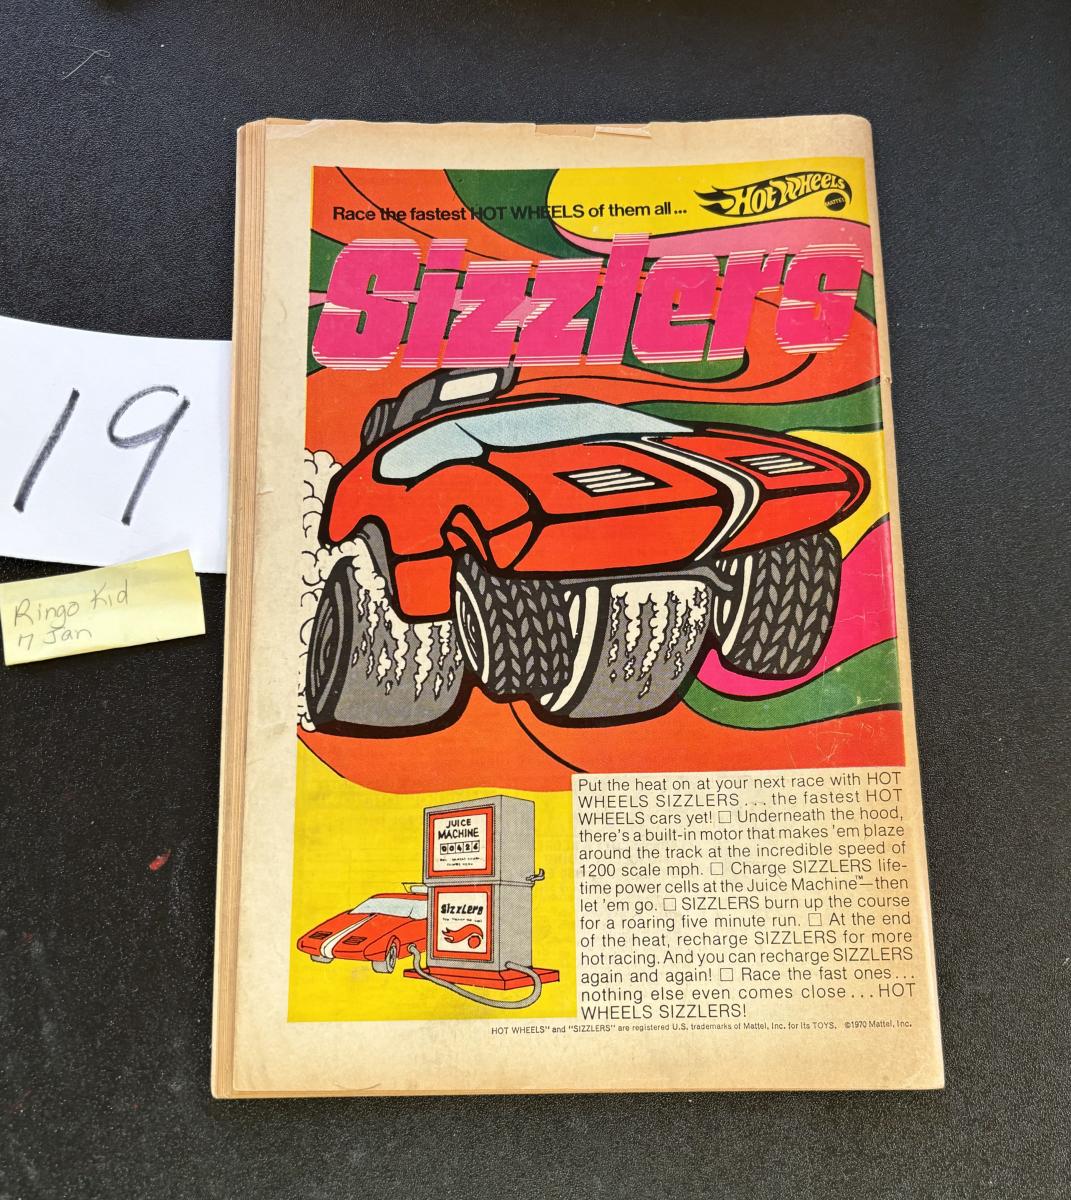 Race the fastest HOT WHEELS of them all...
Hot Wheels
MATTEL
Sizzlers
19
Ringo Kid
7 Jan
JUICE
MACHINE
00426
Sizzlers
Put the heat on at your next race with HOT
WHEELS SIZZLERS... the fastest HOT
WHEELS cars yet! □ Underneath the hood,
there's a built-in motor that makes 'em blaze
around the track at the incredible speed of
1200 scale mph. □ Charge SIZZLERS life-
time power cells at the Juice Machine™—then
let 'em go. □ SIZZLERS burn up the course
for a roaring five minute run. □ At the end
of the heat, recharge SIZZLERS for more
hot racing. And you can recharge SIZZLERS
again and again! □ Race the fast ones...
nothing else even comes close...HOT
WHEELS SIZZLERS!
HOT WHEELS" and "SIZZLERS" are registered U.S. trademarks of Mattel, Inc. for its TOYS. ©1970 Mattel, Inc.